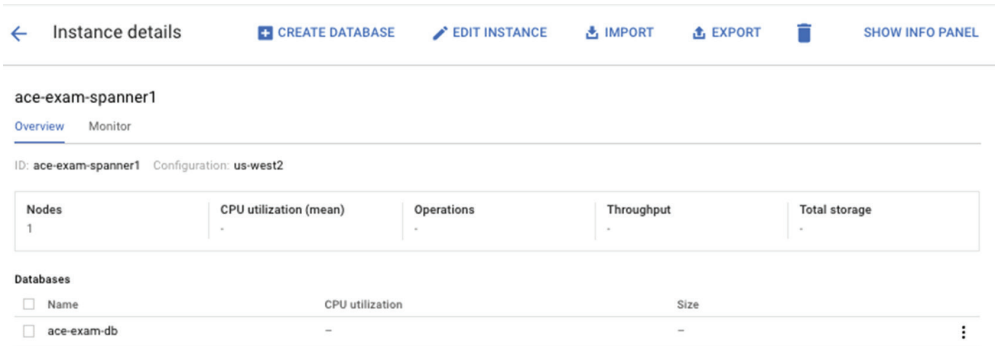 Instance details CREATE DATABASE EDIT INSTANCE IMPORT EXPORT SHOW INFO PANEL
ace-exam-spanner1
Overview Monitor
ID: ace-exam-spanner1 Configuration: us-west2
Nodes CPU utilization (mean) Operations Throughput Total storage
1 - - - -
Databases
Name CPU utilization Size
ace-exam-db – –